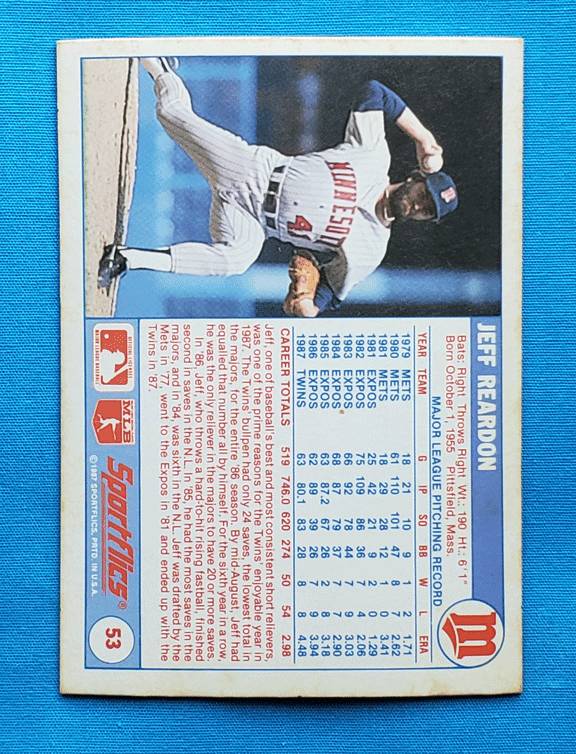 JEFF REARDON
Bats: Right Throws Right Wt.: 190 Ht.: 6'1"
Born October 1, 1955 Pittsfield, Mass.
MAJOR LEAGUE PITCHING RECORD
YEAR TEAM G IP SO BB W L ERA
1979 METS 18 21 10 9 1 2 1.71
1980 METS 61 110 101 47 8 7 2.62
1981 METS 18 29 28 12 1 0 3.41
1981 EXPOS 25 42 21 9 2 0 1.29
1982 EXPOS 75 109 86 36 7 4 2.06
1983 EXPOS 66 92 78 44 7 9 3.03
1984 EXPOS 68 87 79 37 7 7 2.90
1985 EXPOS 63 87.2 67 26 2 8 3.18
1986 EXPOS 62 89 67 26 7 9 3.94
1987 TWINS 63 80.1 83 28 8 8 4.48
CAREER TOTALS 519 746.0 620 274 50 54 2.98
Jeff, one of baseball's best and most consistent short relievers,
was one of the prime reasons for the Twins' enjoyable year in
1987. The Twins' bullpen had only 24 saves, the lowest total in
the majors, for the entire '86 season. By mid-August, Jeff had
equalled that number all by himself. For the sixth year in a row,
he was the only reliever in the majors to have 20 or more saves.
In '86, Jeff, who throws a hard-to-hit rising fastball, finished
second in saves in the N.L. In '85, he had the most saves in the
majors, and in '84, was sixth in the N.L. Jeff was drafted by the
Mets in '77, went to the Expos in '81 and ended up with the
Twins in '87.
MLB
Sportflics®
©1987 SPORTFLICS, PRTD. IN U.S.A.
53
M
MINNESOTA
4